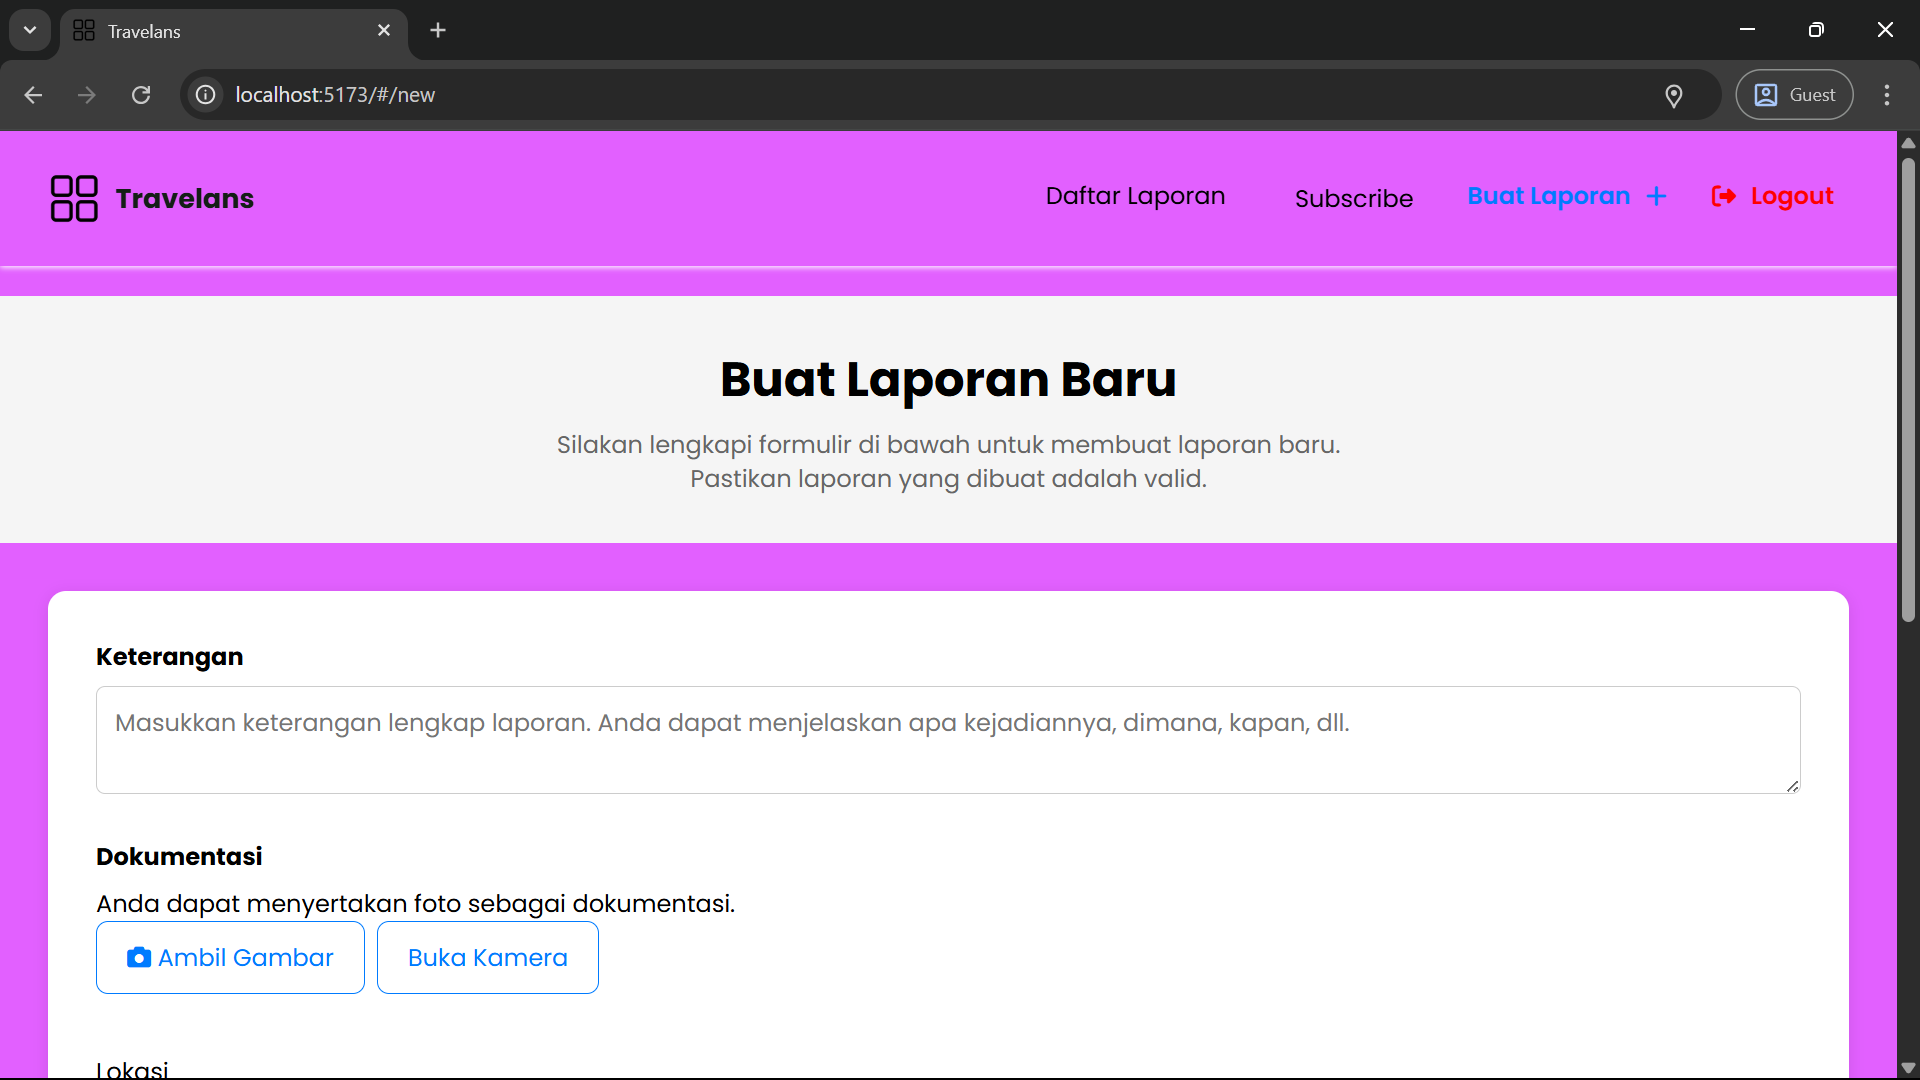 Travelans
localhost:5173/#/new
Guest
Travelans
Daftar Laporan
Subscribe
Buat Laporan +
Logout
Buat Laporan Baru
Silakan lengkapi formulir di bawah untuk membuat laporan baru.
Pastikan laporan yang dibuat adalah valid.
Keterangan
Masukkan keterangan lengkap laporan. Anda dapat menjelaskan apa kejadiannya, dimana, kapan, dll.
Dokumentasi
Anda dapat menyertakan foto sebagai dokumentasi.
Ambil Gambar
Buka Kamera
Lokasi